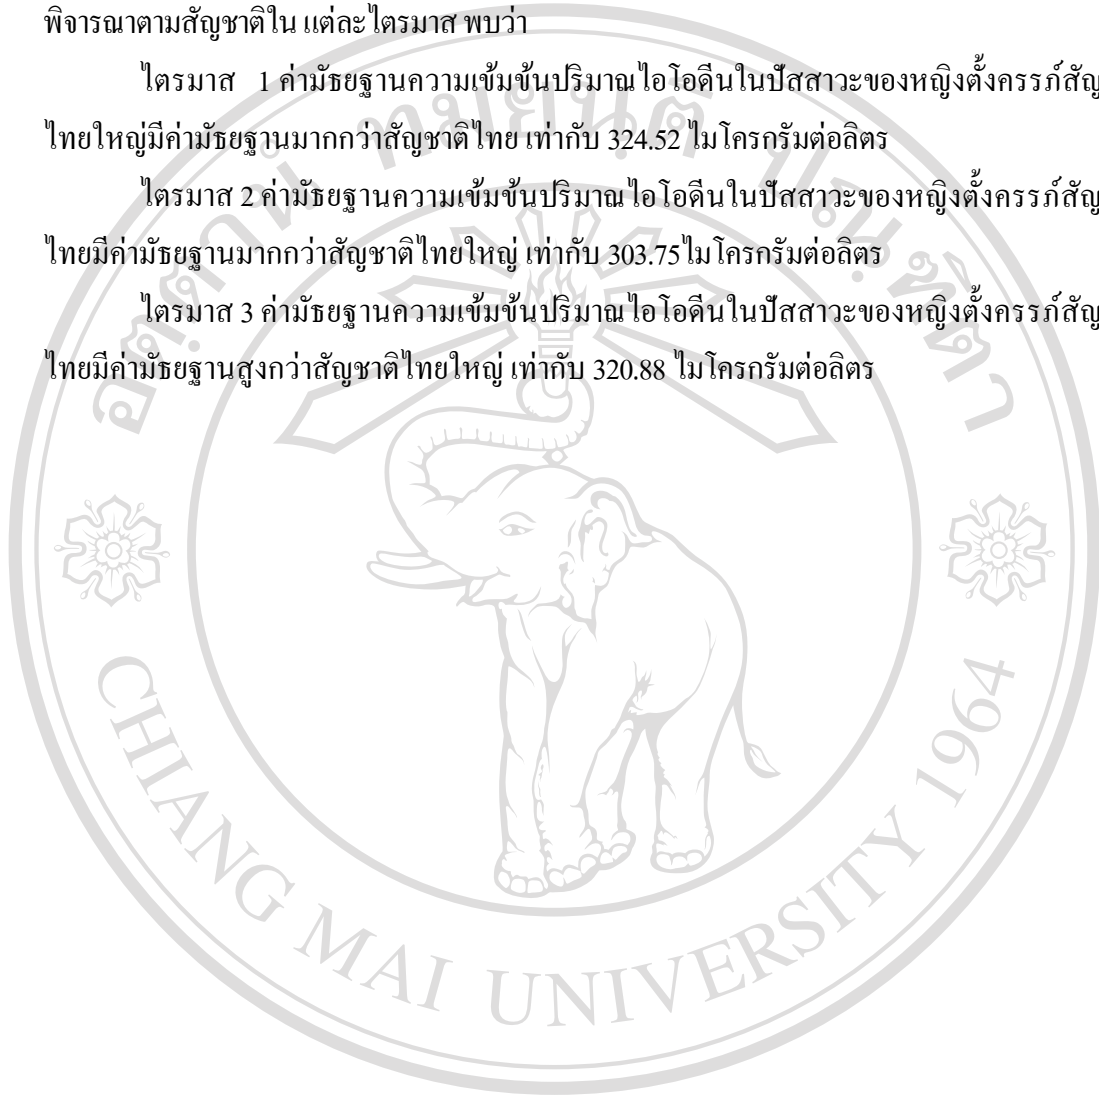 พิจารณาตามสัญชาติใน แต่ละไตรมาส พบว่า
ไตรมาส 1 ค่ามัธยฐานความเข้มข้นปริมาณไอโอดีนในปัสสาวะของหญิงตั้งครรภ์สัญ
ไทยใหญ่มีค่ามัธยฐานมากกว่าสัญชาติไทย เท่ากับ 324.52 ไมโครกรัมต่อลิตร
ไตรมาส 2 ค่ามัธยฐานความเข้มข้นปริมาณไอโอดีนในปัสสาวะของหญิงตั้งครรภ์สัญ
ไทยมีค่ามัธยฐานมากกว่าสัญชาติไทยใหญ่ เท่ากับ 303.75ไมโครกรัมต่อลิตร
ไตรมาส 3 ค่ามัธยฐานความเข้มข้นปริมาณไอโอดีนในปัสสาวะของหญิงตั้งครรภ์สัญ
ไทยมีค่ามัธยฐานสูงกว่าสัญชาติไทยใหญ่ เท่ากับ 320.88 ไมโครกรัมต่อลิตร
อตฺตานํ ทมยนฺติ ปณฺฑิตา
CHIANG MAI UNIVERSITY 1964